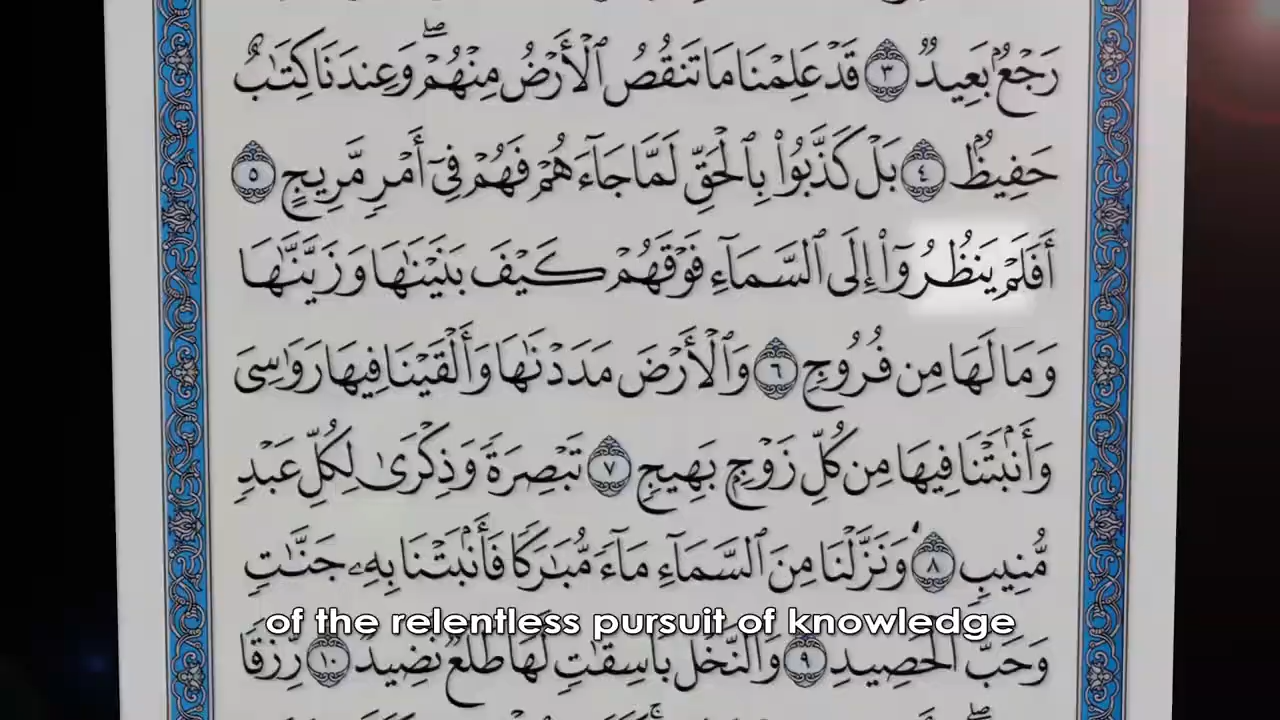 رَجْعُۢ بَعِيدٞ ٣ قَدْ عَلِمْنَا مَا تَنقُصُ ٱلْأَرْضُ مِنْهُمْۖ وَعِندَنَا كِتَٰبٌ
حَفِيظُۢ ٤ بَلْ كَذَّبُواْ بِٱلْحَقِّ لَمَّا جَآءَهُمْ فَهُمْ فِيٓ أَمْرٖ مَّرِيجٍ ٥
أَفَلَمْ يَنظُرُوٓاْ إِلَى ٱلسَّمَآءِ فَوْقَهُمْ كَيْفَ بَنَيْنَٰهَا وَزَيَّنَّٰهَا
وَمَا لَهَا مِن فُرُوجٖ ٦ وَٱلْأَرْضَ مَدَدْنَٰهَا وَأَلْقَيْنَا فِيهَا رَوَٰسِيَ
وَأَنۢبَتْنَا فِيهَا مِن كُلِّ زَوْجِۭ بَهِيجٖ ٧ تَبْصِرَةٗ وَذِكْرَىٰ لِكُلِّ عَبْدٖ
مُّنِيبٖ ٨ وَنَزَّلْنَا مِنَ ٱلسَّمَآءِ مَآءٗ مُّبَٰرَكٗا فَأَنۢبَتْنَا بِهِۦ جَنَّٰتٖ
of the relentless pursuit of knowledge
وَحَبَّ ٱلْحَصِيدِ ٩ وَٱلنَّخْلَ بَاسِقَٰتٖ لَّهَا طَلْعٞ نَّضِيدٞ ١٠ رِّزْقٗا